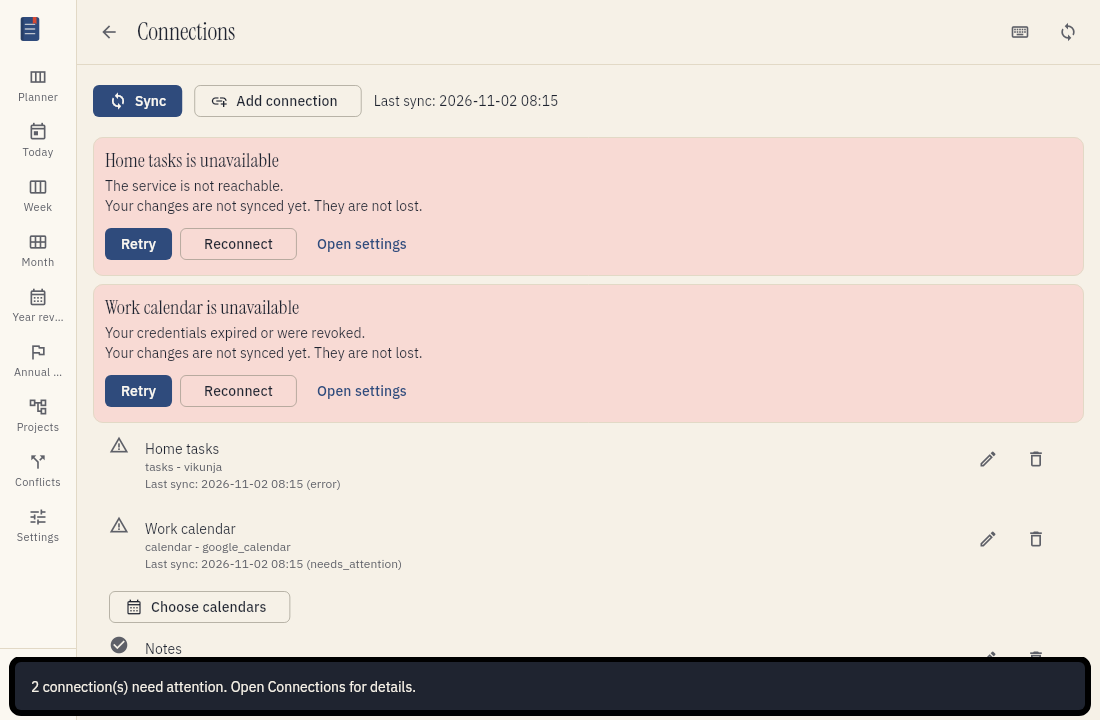 Connections
Planner
Today
Week
Month
Year rev...
Annual ...
Projects
Conflicts
Settings
Sync
Add connection
Last sync: 2026-11-02 08:15
Home tasks is unavailable
The service is not reachable.
Your changes are not synced yet. They are not lost.
Retry
Reconnect
Open settings
Work calendar is unavailable
Your credentials expired or were revoked.
Your changes are not synced yet. They are not lost.
Retry
Reconnect
Open settings
Home tasks
tasks - vikunja
Last sync: 2026-11-02 08:15 (error)
Work calendar
calendar - google_calendar
Last sync: 2026-11-02 08:15 (needs_attention)
Choose calendars
Notes
2 connection(s) need attention. Open Connections for details.